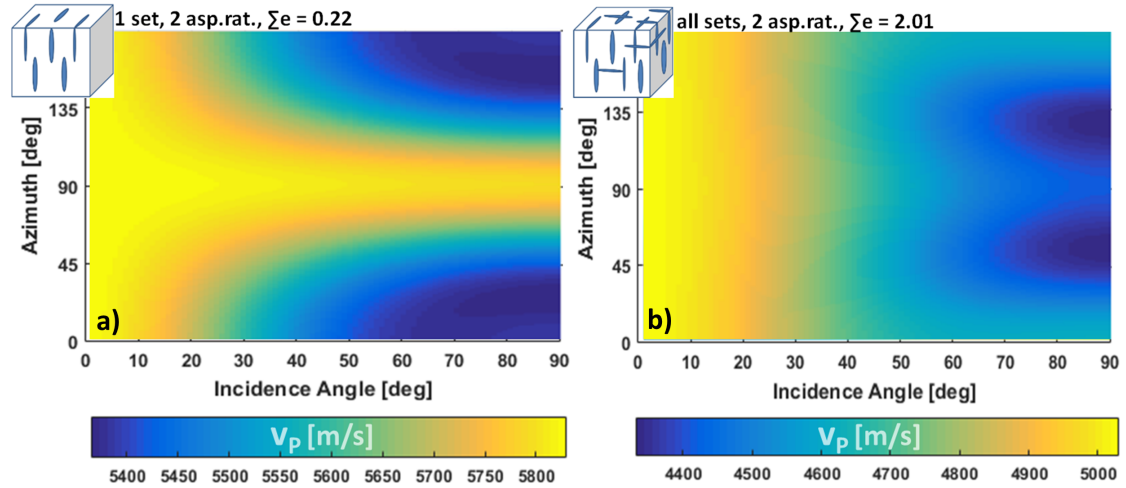 1 set, 2 asp.rat., ∑e = 0.22
135
90
45
0
Azimuth [deg]
a)
0 10 20 30 40 50 60 70 80 90
Incidence Angle [deg]
vP [m/s]
5400 5450 5500 5550 5600 5650 5700 5750 5800
all sets, 2 asp.rat., ∑e = 2.01
135
90
45
0
Azimuth [deg]
b)
0 10 20 30 40 50 60 70 80 90
Incidence Angle [deg]
vP [m/s]
4400 4500 4600 4700 4800 4900 5000